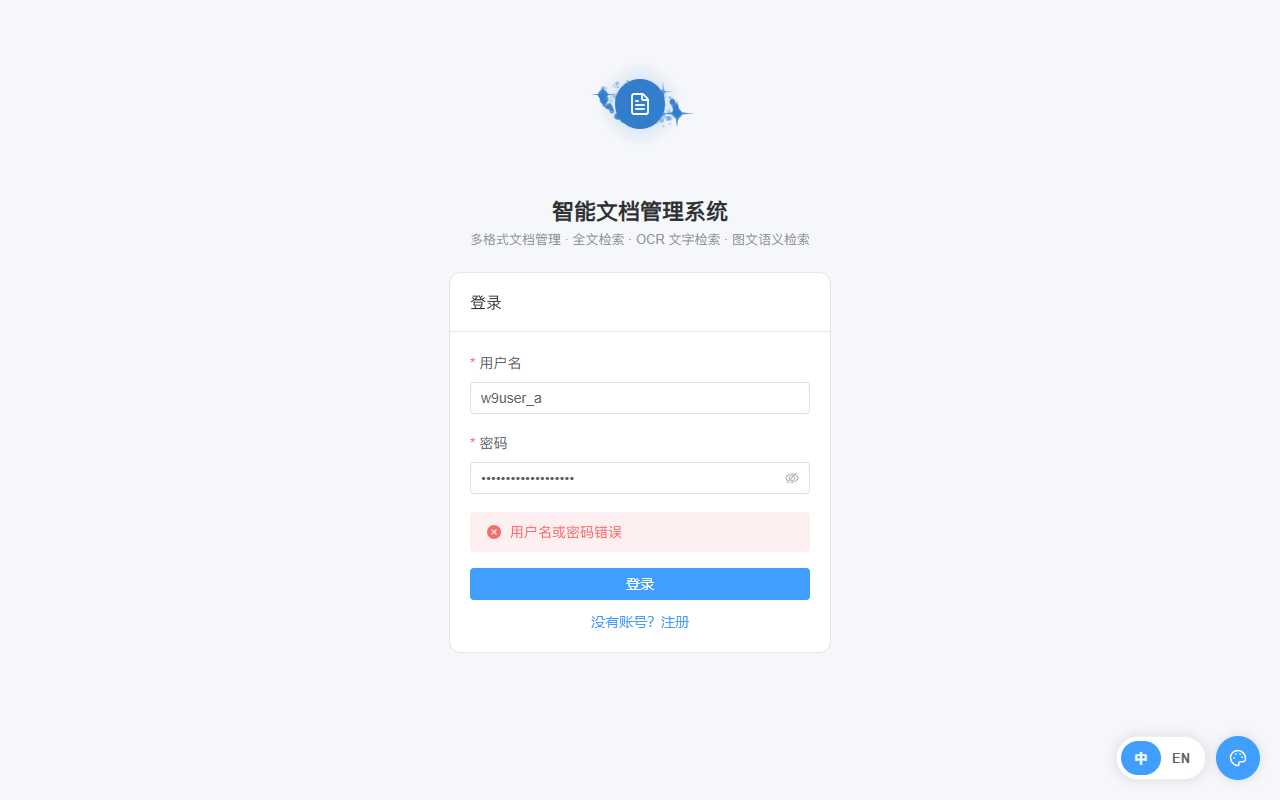 智能文档管理系统
多格式文档管理 · 全文检索 · OCR 文字检索 · 图文语义检索
登录
* 用户名
w9user_a
* 密码
•••••••••••••••••••
用户名或密码错误
登录
没有账号？注册
中 EN